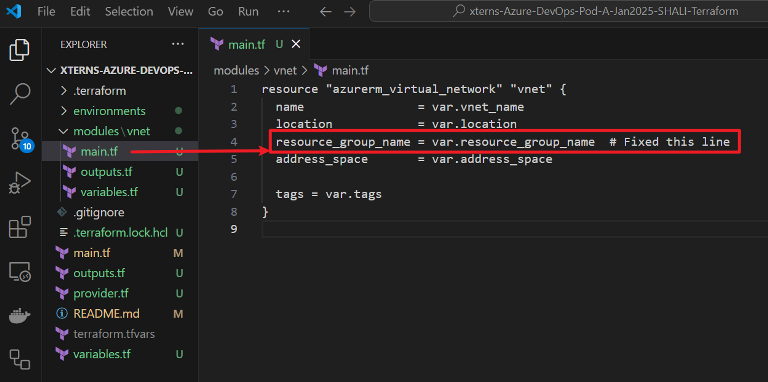 File Edit Selection View Go Run ··· xterns-Azure-DevOps-Pod-A-Jan2025-SHALI-Terraform
EXPLORER ···
main.tf U
XTERNS-AZURE-DEVOPS-...
modules > vnet > main.tf
.terraform
environments
modules\vnet
main.tf U
outputs.tf U
variables.tf U
.gitignore
.terraform.lock.hcl U
main.tf M
outputs.tf U
provider.tf U
README.md M
terraform.tfvars
variables.tf U
10
1 resource "azurerm_virtual_network" "vnet" {
2 name = var.vnet_name
3 location = var.location
4 resource_group_name = var.resource_group_name # Fixed this line
5 address_space = var.address_space
6
7 tags = var.tags
8 }
9